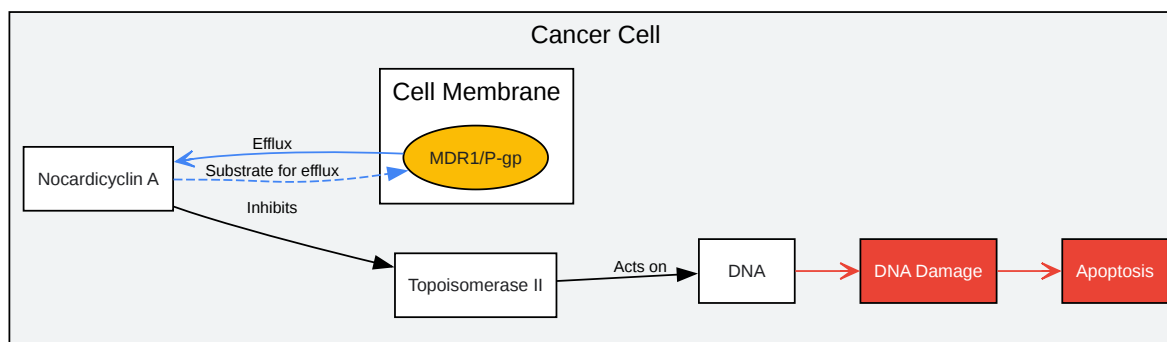 Cancer Cell
Cell Membrane
Efflux
MDR1/P-gp
Substrate for efflux
Nocardicyclin A
Inhibits
Topoisomerase II
Acts on
DNA
DNA Damage
Apoptosis